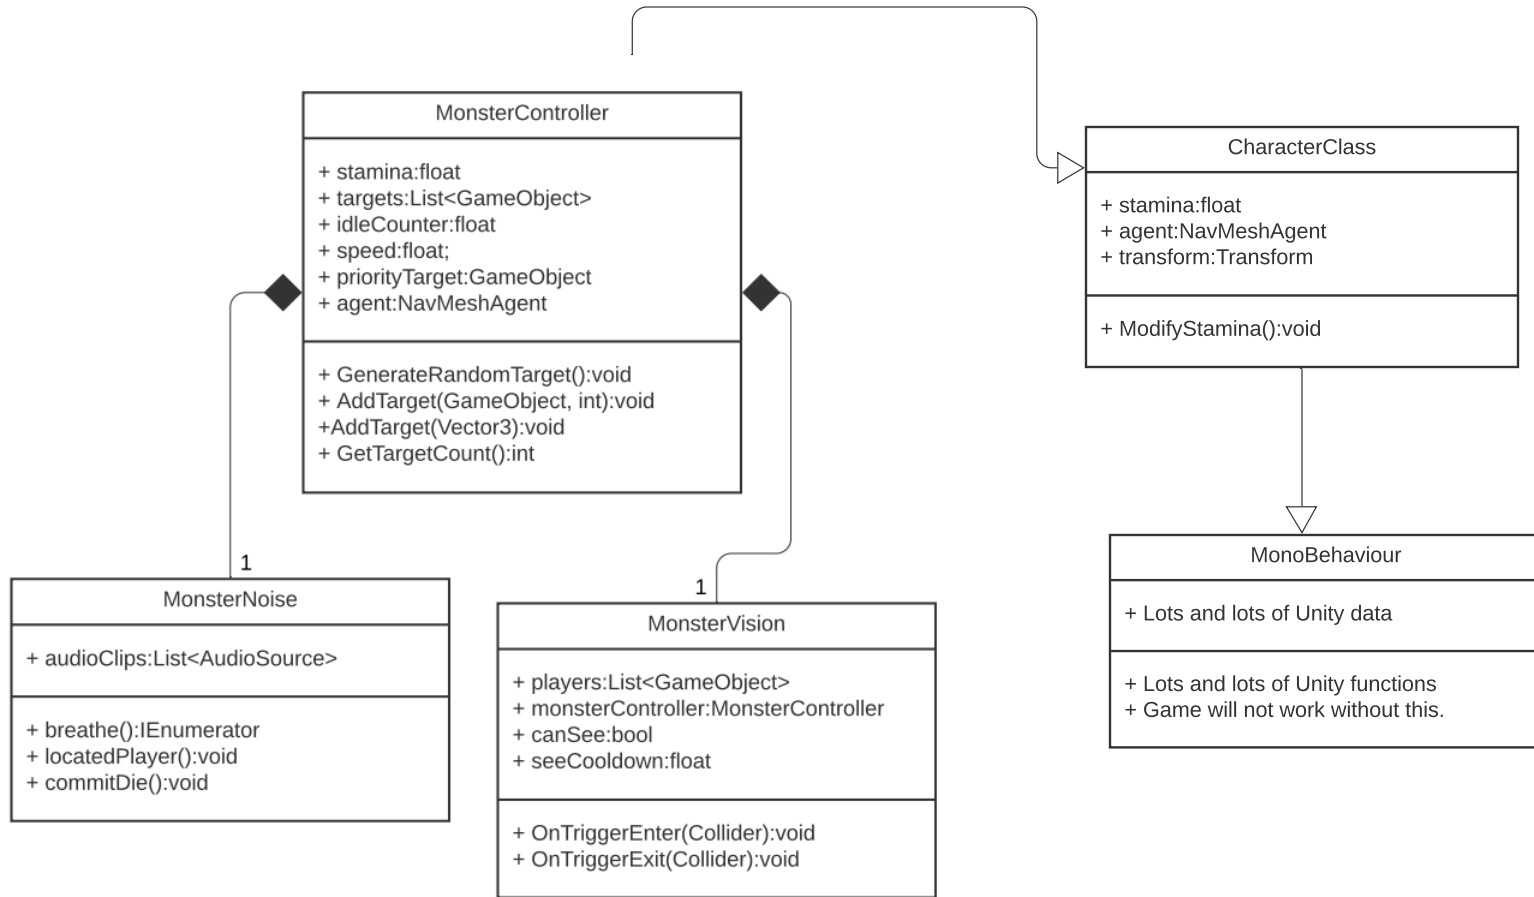 MonsterController
+ stamina:float
+ targets:List<GameObject>
+ idleCounter:float
+ speed:float;
+ priorityTarget:GameObject
+ agent:NavMeshAgent
+ GenerateRandomTarget():void
+ AddTarget(GameObject, int):void
+AddTarget(Vector3):void
+ GetTargetCount():int
CharacterClass
+ stamina:float
+ agent:NavMeshAgent
+ transform:Transform
+ ModifyStamina():void
1
MonsterNoise
+ audioClips:List<AudioSource>
+ breathe():IEnumerator
+ locatedPlayer():void
+ commitDie():void
1
MonsterVision
+ players:List<GameObject>
+ monsterController:MonsterController
+ canSee:bool
+ seeCooldown:float
+ OnTriggerEnter(Collider):void
+ OnTriggerExit(Collider):void
MonoBehaviour
+ Lots and lots of Unity data
+ Lots and lots of Unity functions
+ Game will not work without this.